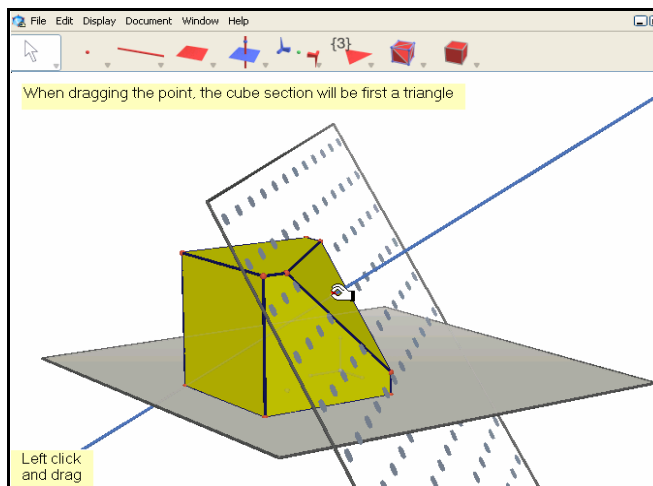 File Edit Display Document Window Help
{3}
When dragging the point, the cube section will be first a triangle
Left click
and drag